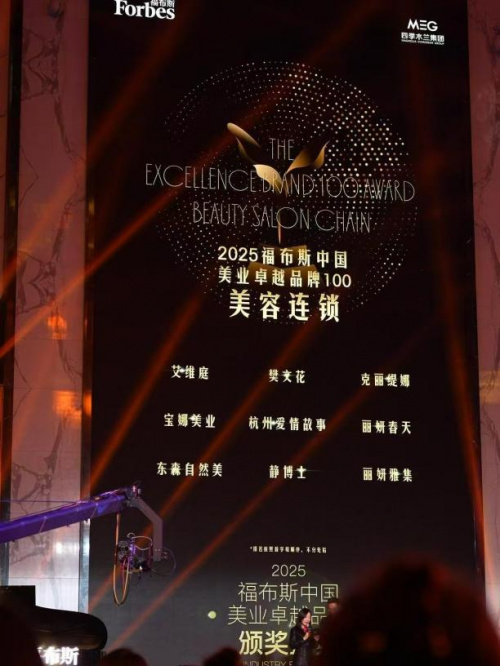 Forbes
福布斯
MEG
四季木兰集团
THE
EXCELLENCE BRAND 100 AWARD
BEAUTY SALON CHAIN
2025福布斯中国
美业卓越品牌100
美容连锁
艾维庭 樊文花 克丽缇娜
宝娜美业 杭州爱情故事 丽妍春天
东森自然美 静博士 丽妍雅集
2025
福布斯中国
美业卓越品
颁奖
布斯